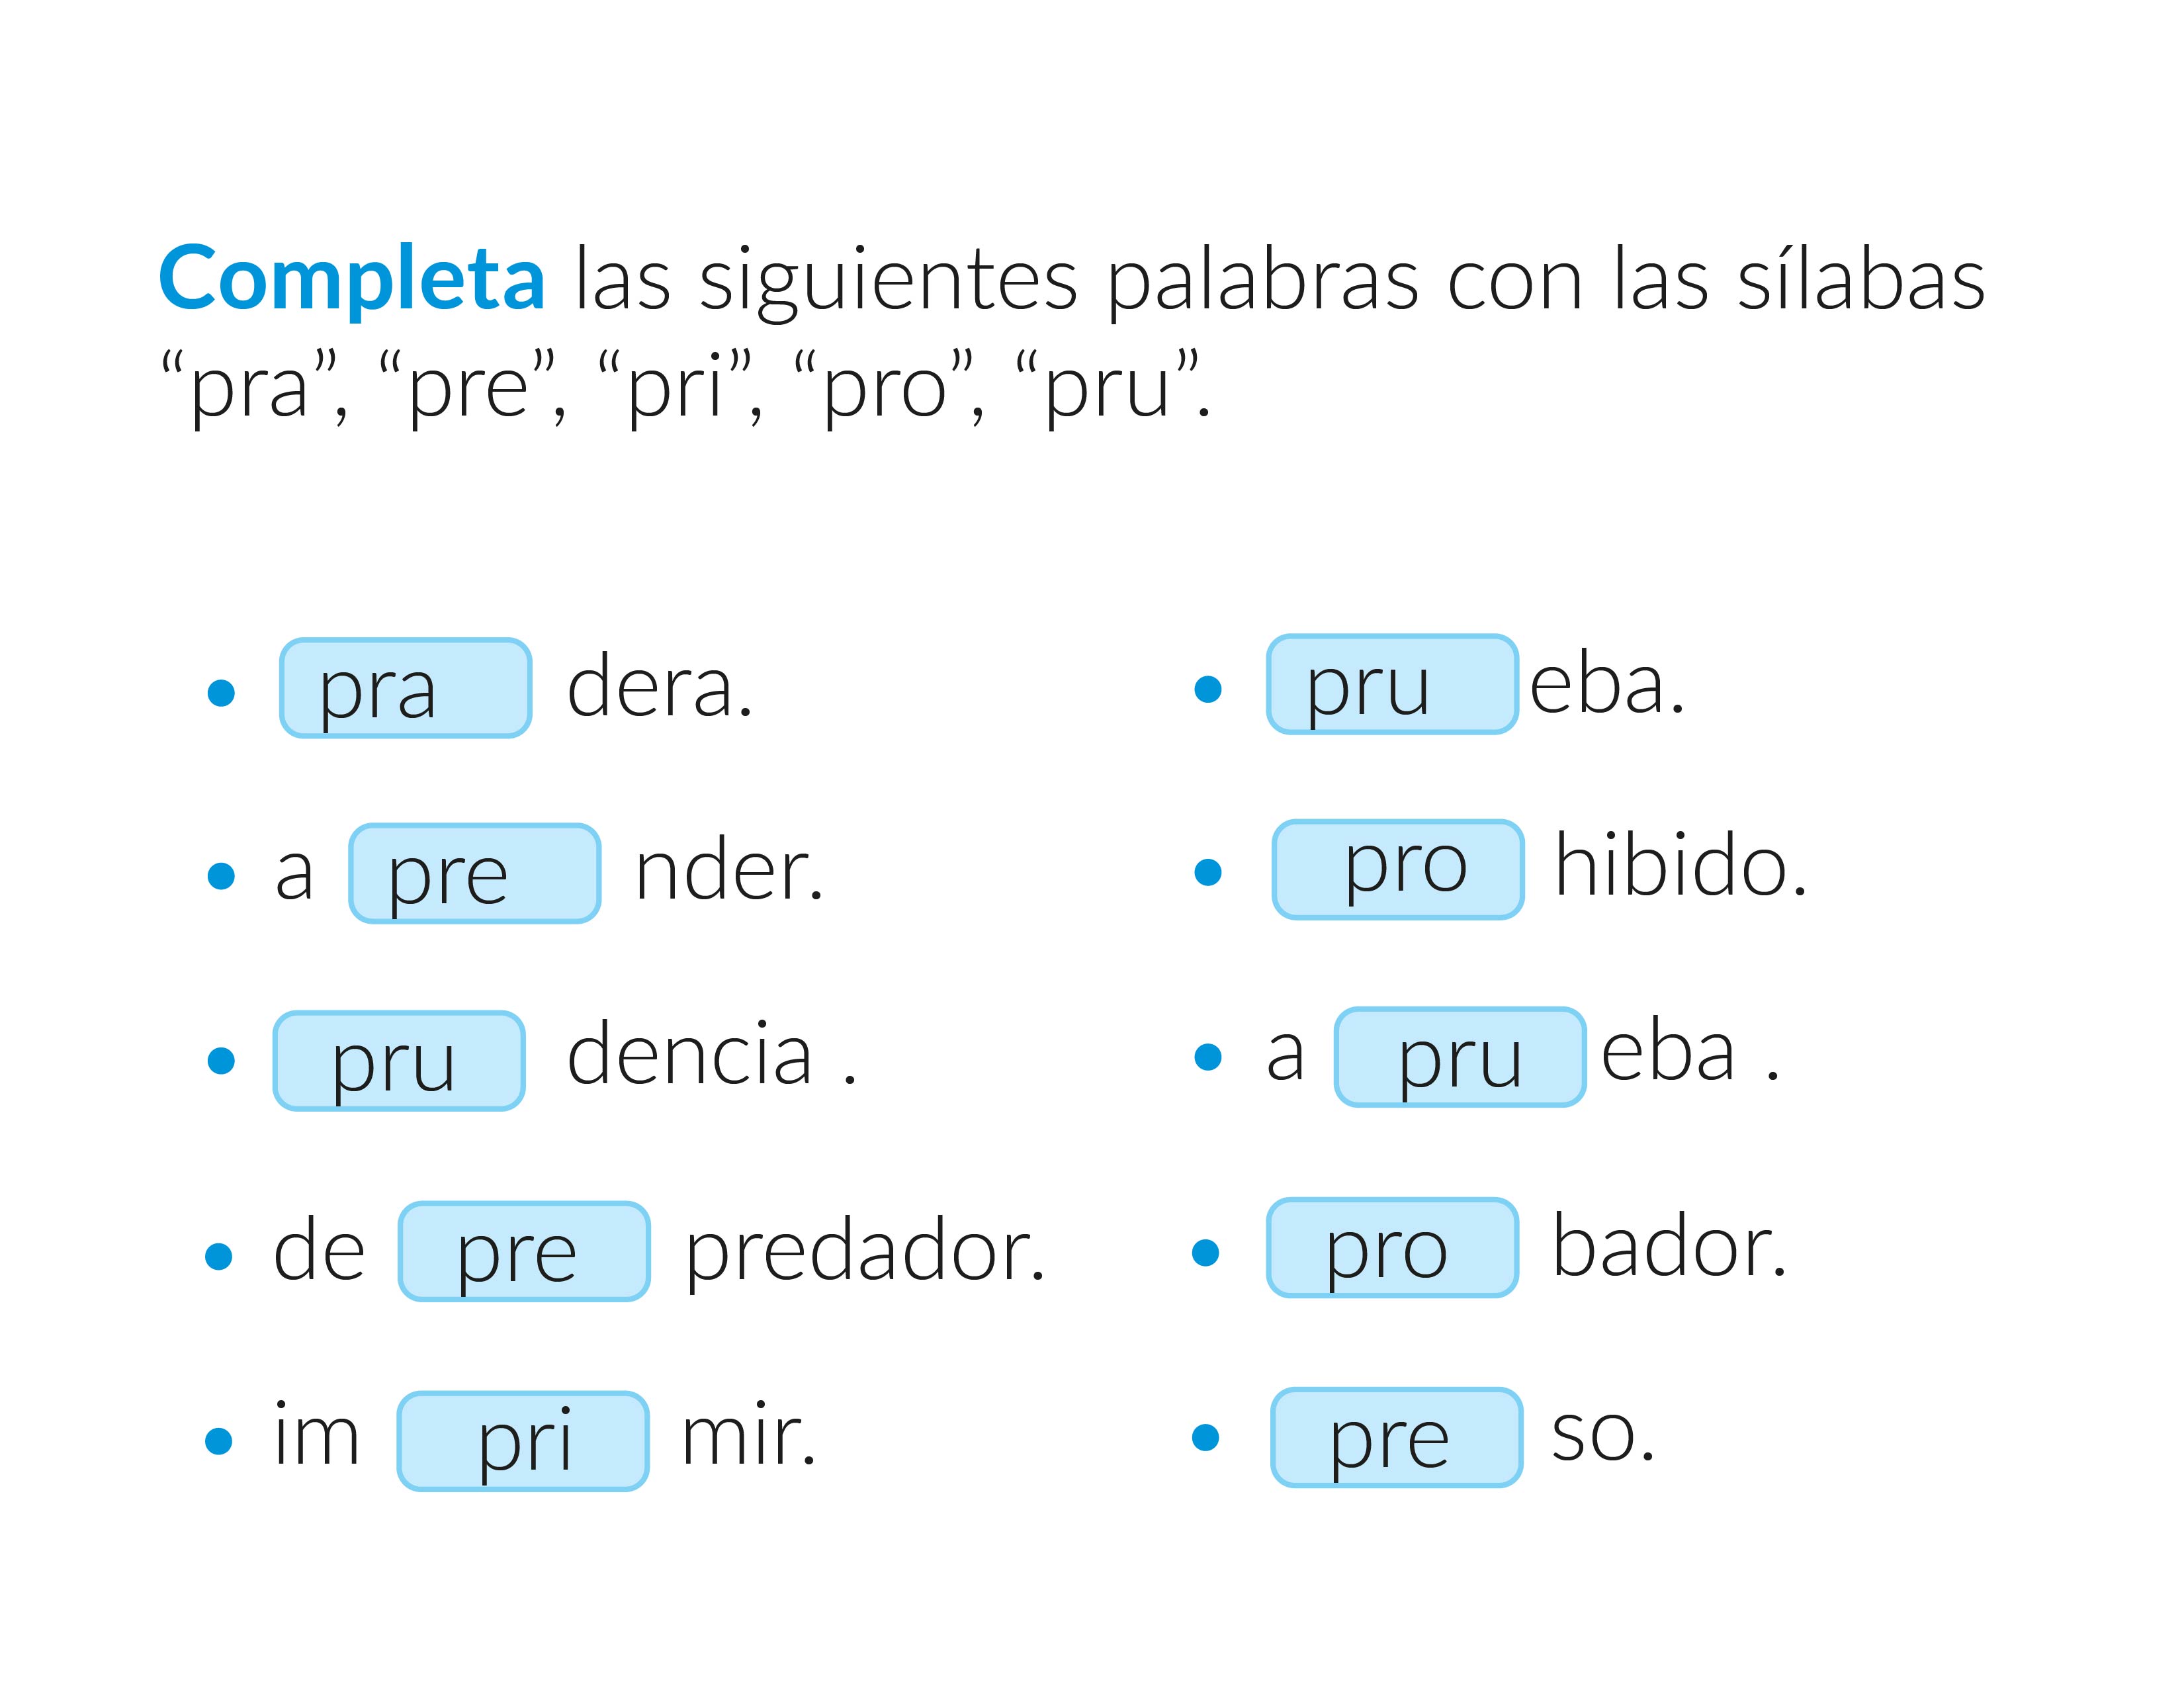 Completa las siguientes palabras con las sílabas
“pra”, “pre”, “pri”, “pro”, “pru”.
• pra dera.
• a pre nder.
• pru dencia .
• de pre predador.
• im pri mir.
• pru eba.
• pro hibido.
• a pru eba .
• pro bador.
• pre so.